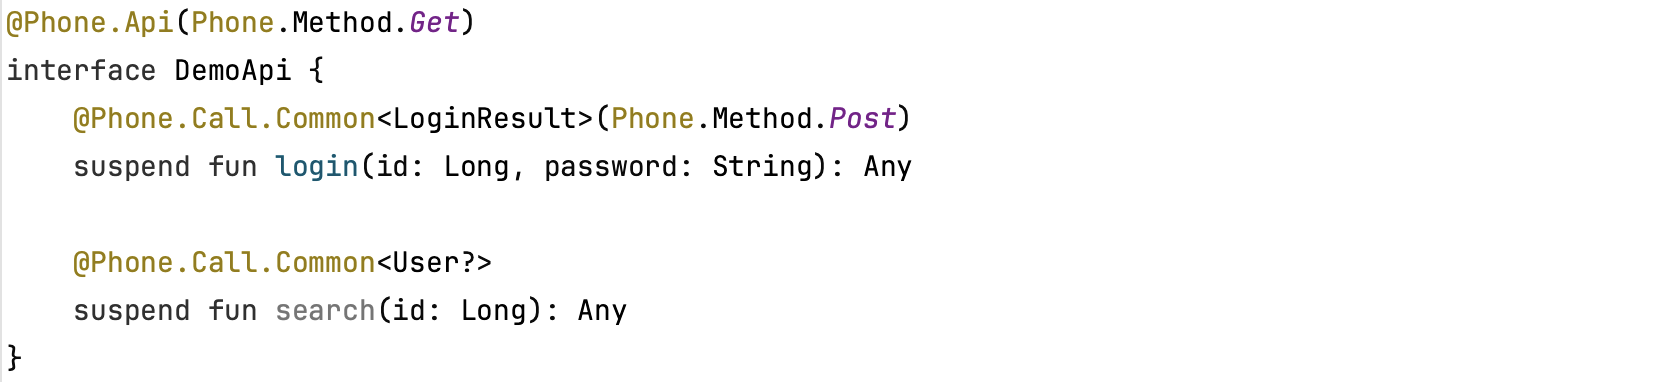 @Phone.Api(Phone.Method.Get)
interface DemoApi {
    @Phone.Call.Common<LoginResult>(Phone.Method.Post)
    suspend fun login(id: Long, password: String): Any

    @Phone.Call.Common<User?>
    suspend fun search(id: Long): Any
}